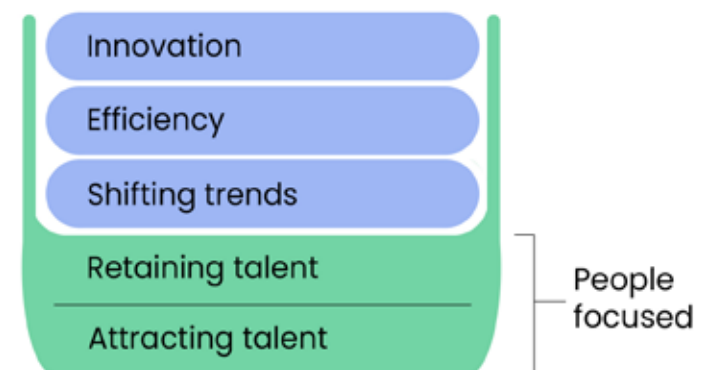 Innovation
Efficiency
Shifting trends
Retaining talent
Attracting talent
People
focused